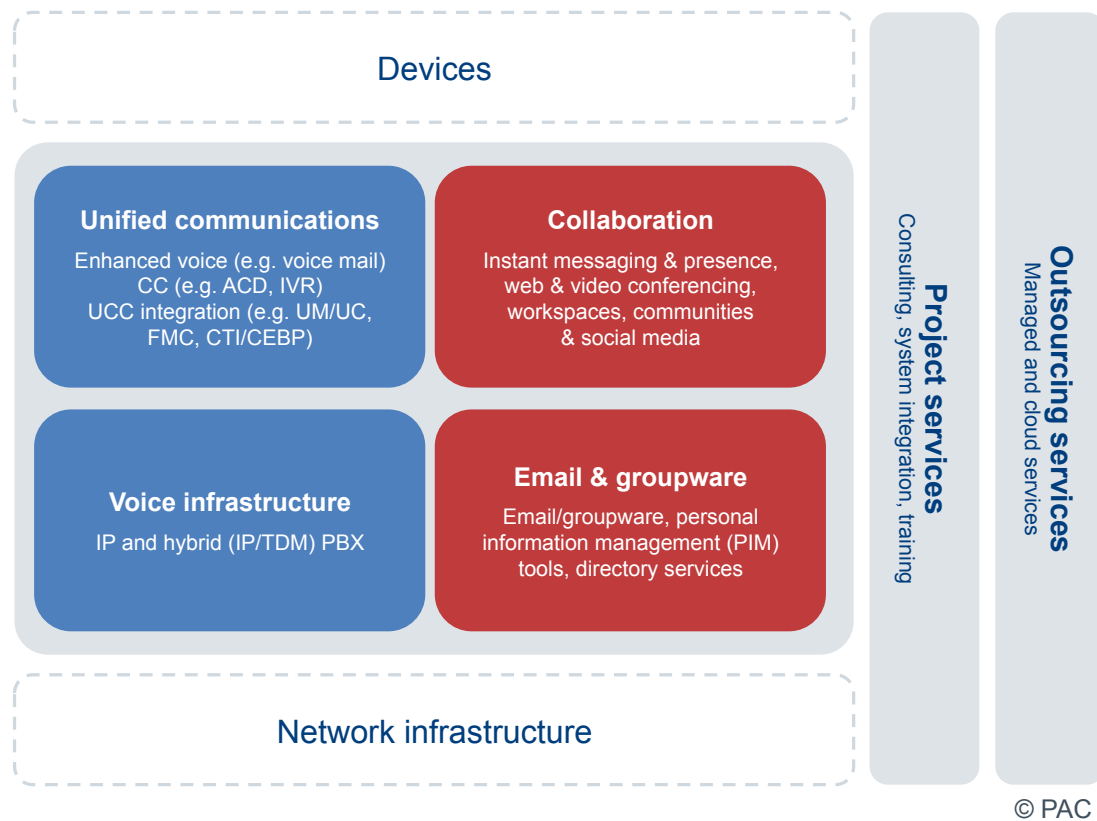 Devices
Unified communications
Enhanced voice (e.g. voice mail)
CC (e.g. ACD, IVR)
UCC integration (e.g. UM/UC,
FMC, CTI/CEBP)
Collaboration
Instant messaging & presence,
web & video conferencing,
workspaces, communities
& social media
Voice infrastructure
IP and hybrid (IP/TDM) PBX
Email & groupware
Email/groupware, personal
information management (PIM)
tools, directory services
Network infrastructure
Project services
Consulting, system integration, training
Outsourcing services
Managed and cloud services
© PAC